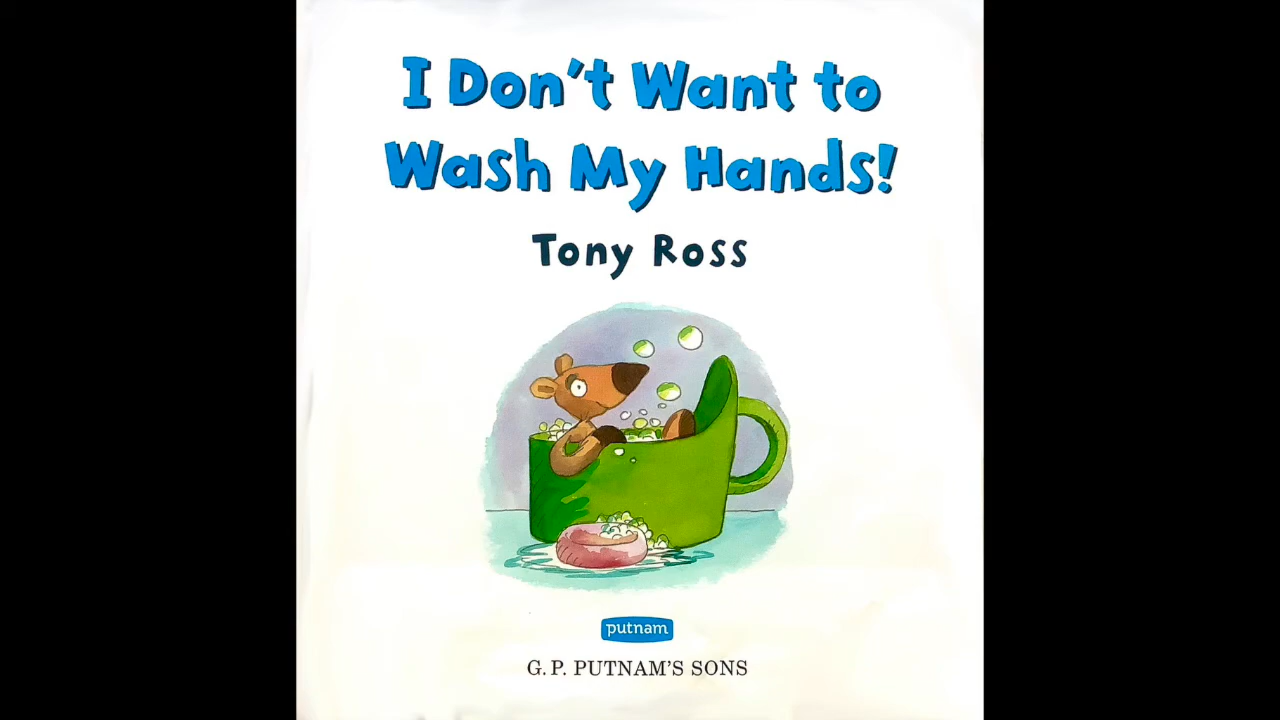 I Don't Want to
Wash My Hands!
Tony Ross
putnam
G. P. PUTNAM'S SONS